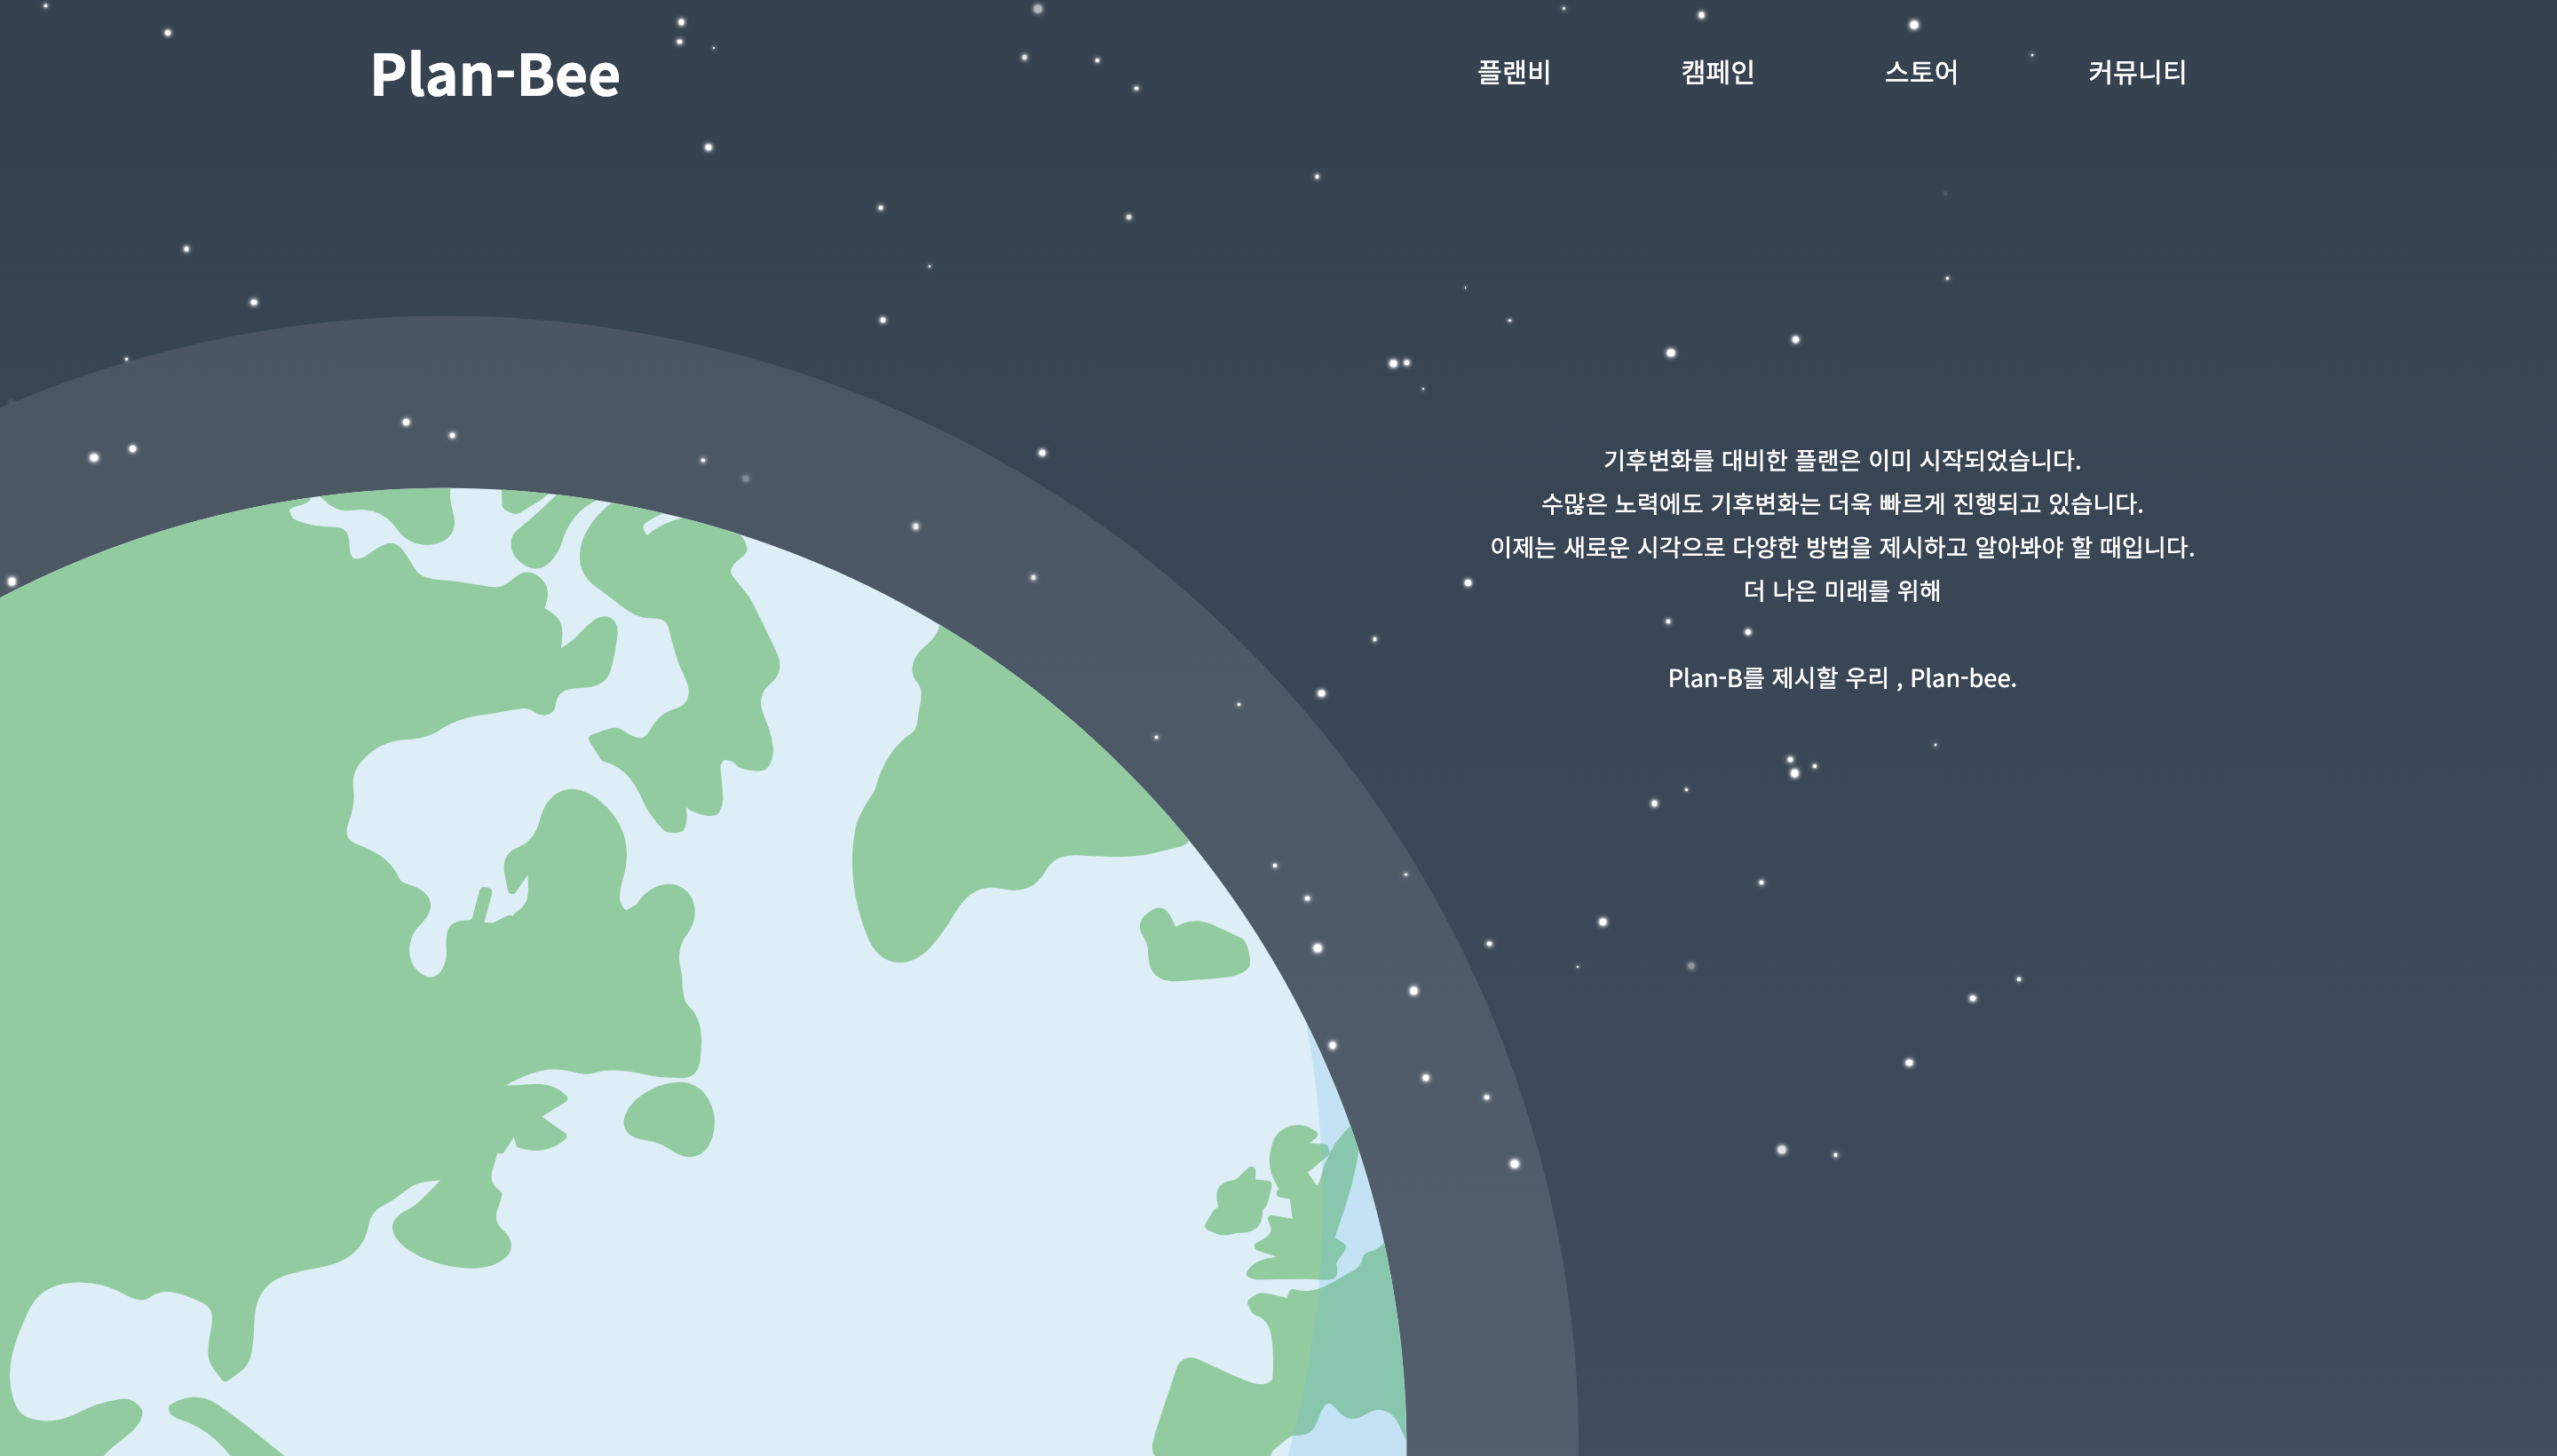 Plan-Bee
플랜비 캠페인 스토어 커뮤니티
기후변화를 대비한 플랜은 이미 시작되었습니다.
수많은 노력에도 기후변화는 더욱 빠르게 진행되고 있습니다.
이제는 새로운 시각으로 다양한 방법을 제시하고 알아봐야 할 때입니다.
더 나은 미래를 위해
Plan-B를 제시할 우리 , Plan-bee.